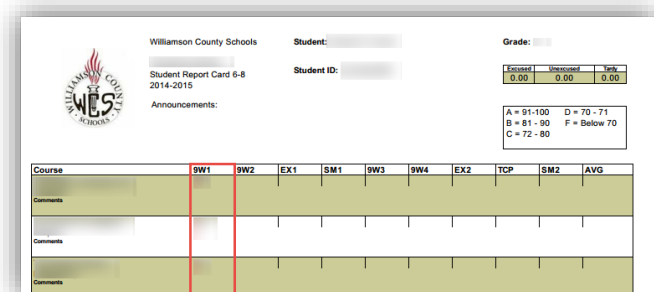 Williamson County Schools
Student:
Grade:
Student Report Card 6-8
2014-2015
Student ID:
Excused Unexcused Tardy
0.00 0.00 0.00
Announcements:
WILLIAMSON COUNTY
WCS
SCHOOLS
A = 91-100 D = 70 - 71
B = 81 - 90 F = Below 70
C = 72 - 80
Course 9W1 9W2 EX1 SM1 9W3 9W4 EX2 TCP SM2 AVG
Comments
Comments
Comments